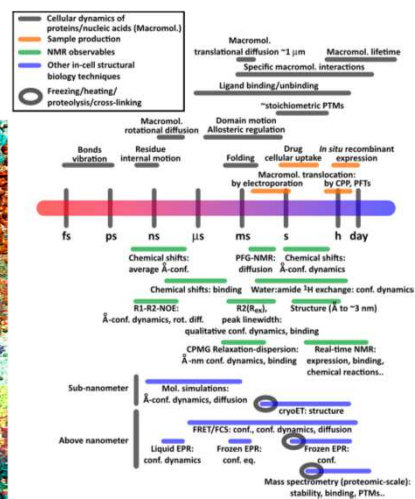 Cellular dynamics of
proteins/nucleic acids (Macromol.)
Sample production
NMR observables
Other in-cell structural
biology techniques
Freezing/heating/
proteolysis/cross-linking
Macromol.
translational diffusion ~1 µm
Macromol. lifetime
Specific macromol. interactions
Ligand binding/unbinding
~stoichiometric PTMs
Macromol.
rotational diffusion
Domain motion
Allosteric regulation
Bonds
vibration
Residue
internal motion
Folding
Drug
cellular uptake
In situ recombinant
expression
Macromol. translocation:
by electroporation
by CPP, PFTs
fs ps ns µs ms s h day
Chemical shifts:
average Å-conf.
PFG-NMR:
diffusion
Chemical shifts:
Å-conf. dynamics
Chemical shifts: binding
Water:amide ¹H exchange: conf. dynamics
R1-R2-NOE:
Å-conf. dynamics, rot. diff.
R2(Rex),
peak linewidth:
qualitative conf. dynamics, binding
Structure (Å to ~3 nm)
CPMG Relaxation-dispersion:
Å-nm conf. dynamics, binding
Real-time NMR:
expression, binding,
chemical reactions..
Sub-nanometer
Mol. simulations:
Å-conf. dynamics, diffusion
cryoET: structure
Above nanometer
FRET/FCS: conf., conf. dynamics, diffusion
Liquid EPR:
conf. dynamics
Frozen EPR:
conf. eq.
Frozen EPR:
conf.
Mass spectrometry (proteomic-scale):
stability, binding, PTMs..